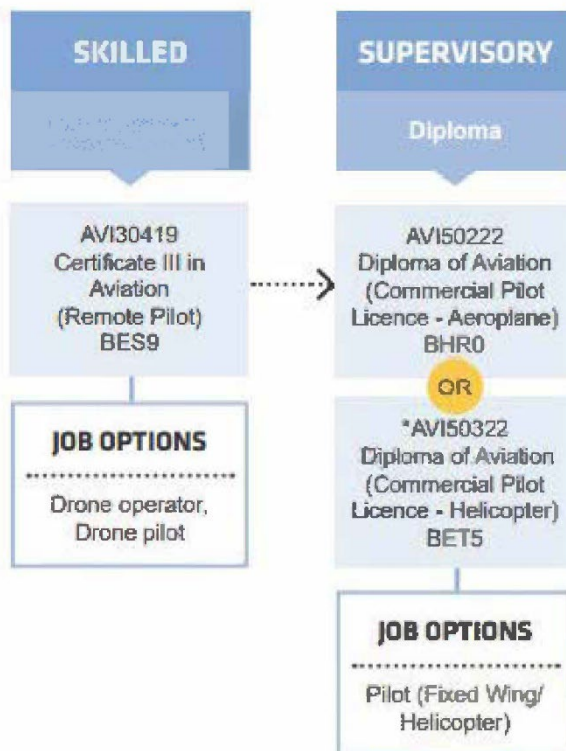 SKILLED
AVI30419
Certificate III in
Aviation
(Remote Pilot)
BES9
JOB OPTIONS
Drone operator,
Drone pilot
SUPERVISORY
Diploma
AVI50222
Diploma of Aviation
(Commercial Pilot
Licence - Aeroplane)
BHR0
OR
*AVI50322
Diploma of Aviation
(Commercial Pilot
Licence - Helicopter)
BET5
JOB OPTIONS
Pilot (Fixed Wing/
Helicopter)